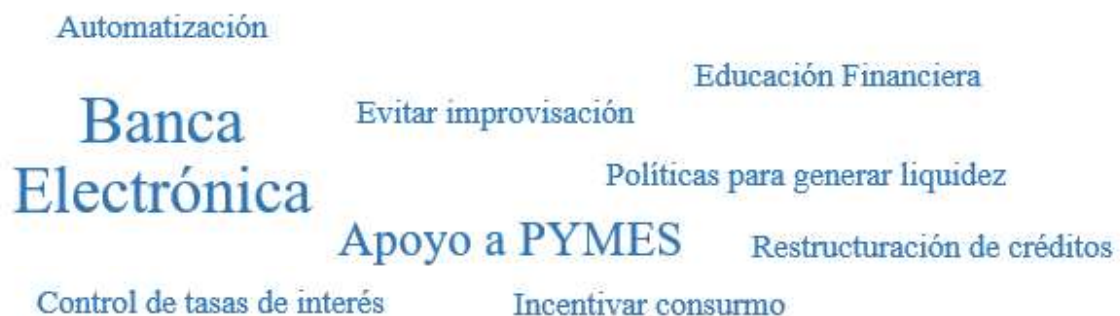 Automatización
Educación Financiera
Banca
Electrónica
Evitar improvisación
Políticas para generar liquidez
Apoyo a PYMES
Restructuración de créditos
Control de tasas de interés
Incentivar consurmo